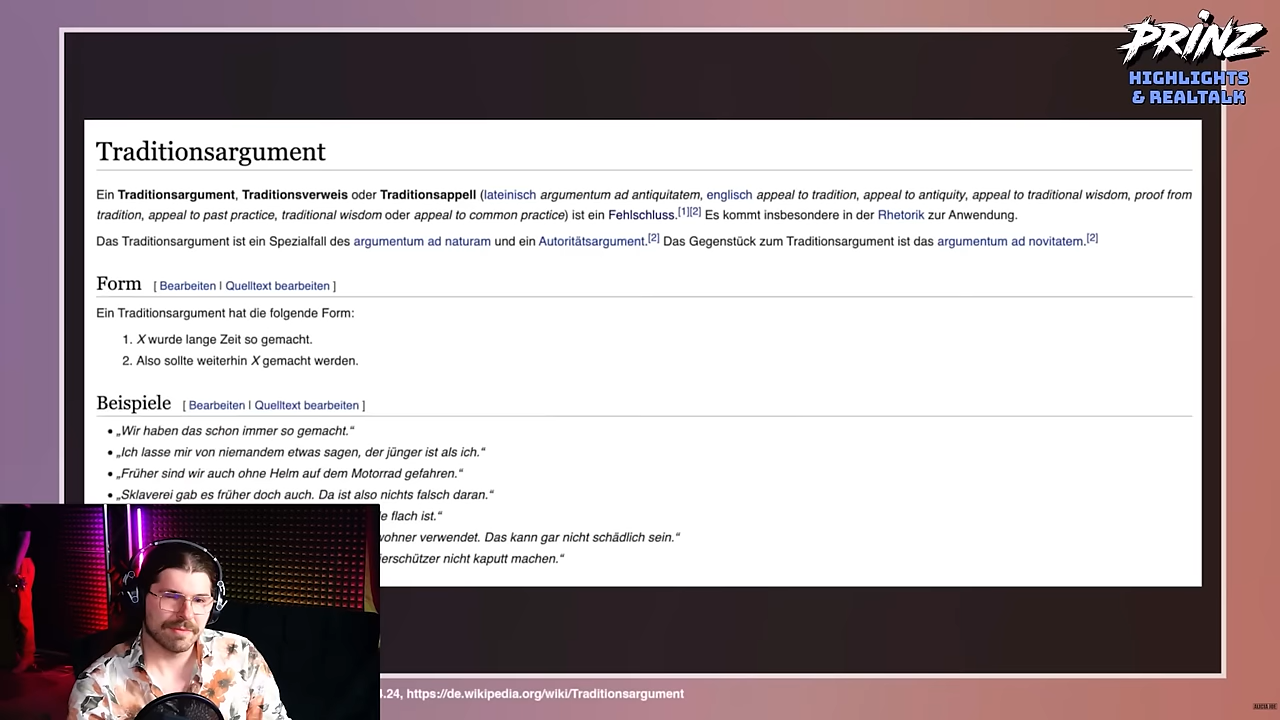 PRINZ
HIGHLIGHTS
& REALTALK
Traditionsargument
Ein Traditionsargument, Traditionsverweis oder Traditionsappell (lateinisch argumentum ad antiquitatem, englisch appeal to tradition, appeal to antiquity, appeal to traditional wisdom, proof from
tradition, appeal to past practice, traditional wisdom oder appeal to common practice) ist ein Fehlschluss.[1][2] Es kommt insbesondere in der Rhetorik zur Anwendung.
Das Traditionsargument ist ein Spezialfall des argumentum ad naturam und ein Autoritätsargument.[2] Das Gegenstück zum Traditionsargument ist das argumentum ad novitatem.[2]
Form [ Bearbeiten | Quelltext bearbeiten ]
Ein Traditionsargument hat die folgende Form:
1. X wurde lange Zeit so gemacht.
2. Also sollte weiterhin X gemacht werden.
Beispiele [ Bearbeiten | Quelltext bearbeiten ]
• „Wir haben das schon immer so gemacht.“
• „Ich lasse mir von niemandem etwas sagen, der jünger ist als ich.“
• „Früher sind wir auch ohne Helm auf dem Motorrad gefahren.“
• „Sklaverei gab es früher doch auch. Da ist also nichts falsch daran.“
flach ist.“
verwendet. Das kann gar nicht schädlich sein.“
nicht kaputt machen.“
.24, https://de.wikipedia.org/wiki/Traditionsargument
ALICIA JOE